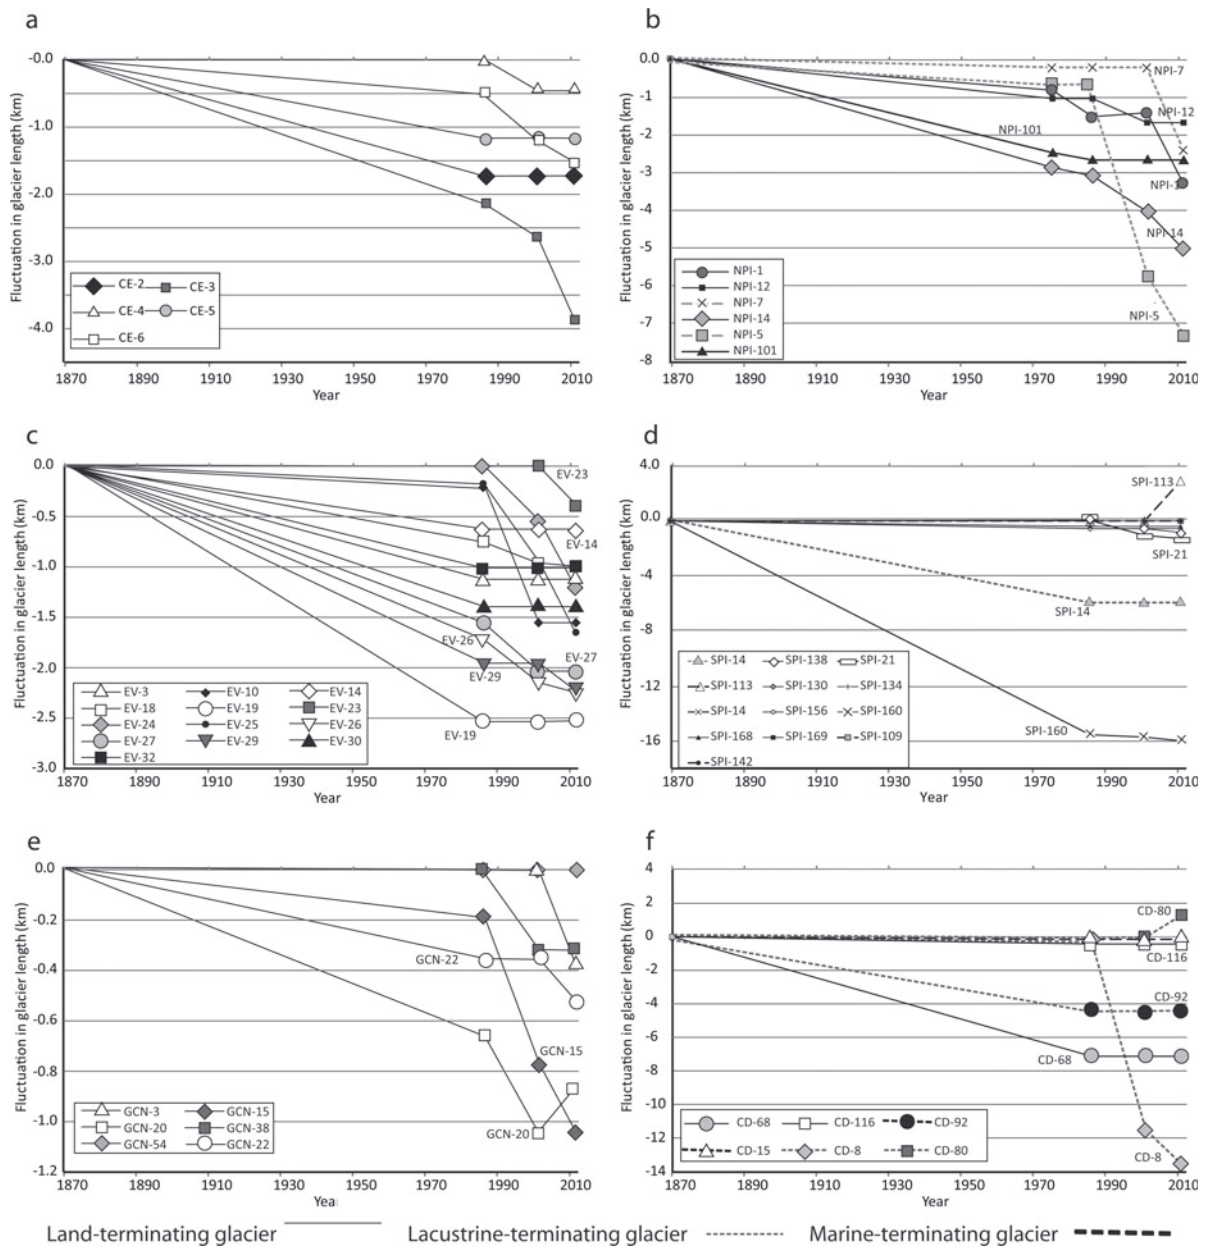 a
Fluctuation in glacier length (km)
-0.0
-1.0
-2.0
-3.0
-4.0
CE-2
CE-3
CE-4
CE-5
CE-6
1870 1890 1910 1930 1950 1970 1990 2010
Year
b
Fluctuation in glacier length (km)
0.0
-1
-2
-3
-4
-5
-6
-7
-8
NPI-7
NPI-12
NPI-101
NPI-1
NPI-14
NPI-5
NPI-1
NPI-12
NPI-7
NPI-14
NPI-5
NPI-101
1870 1890 1910 1930 1950 1970 1990 2010
Year
c
Fluctuation in glacier length (km)
0.0
-0.5
-1.0
-1.5
-2.0
-2.5
-3.0
EV-23
EV-14
EV-26
EV-27
EV-29
EV-19
EV-3 EV-10 EV-14
EV-18 EV-19 EV-23
EV-24 EV-25 EV-26
EV-27 EV-29 EV-30
EV-32
1870 1890 1910 1930 1950 1970 1990 2010
Year
d
Fluctuation in glacier length (km)
4.0
0.0
-4
-8
-12
-16
SPI-113
SPI-21
SPI-14
SPI-160
SPI-14 SPI-138 SPI-21
SPI-113 SPI-130 SPI-134
SPI-14 SPI-156 SPI-160
SPI-168 SPI-169 SPI-109
SPI-142
1870 1890 1910 1930 1950 1970 1990 2010
Year
e
Fluctuation in glacier length (km)
0.0
-0.2
-0.4
-0.6
-0.8
-1.0
-1.2
GCN-22
GCN-15
GCN-20
GCN-3 GCN-15
GCN-20 GCN-38
GCN-54 GCN-22
1870 1890 1910 1930 1950 1970 1990 2010
Yea
f
Fluctuation in glacier length (km)
4
2
0
-2
-4
-6
-8
-10
-12
-14
CD-80
CD-116
CD-92
CD-68
CD-8
CD-68 CD-116 CD-92
CD-15 CD-8 CD-80
1870 1890 1910 1930 1950 1970 1990 2010
Year
Land-terminating glacier Lacustrine-terminating glacier Marine-terminating glacier